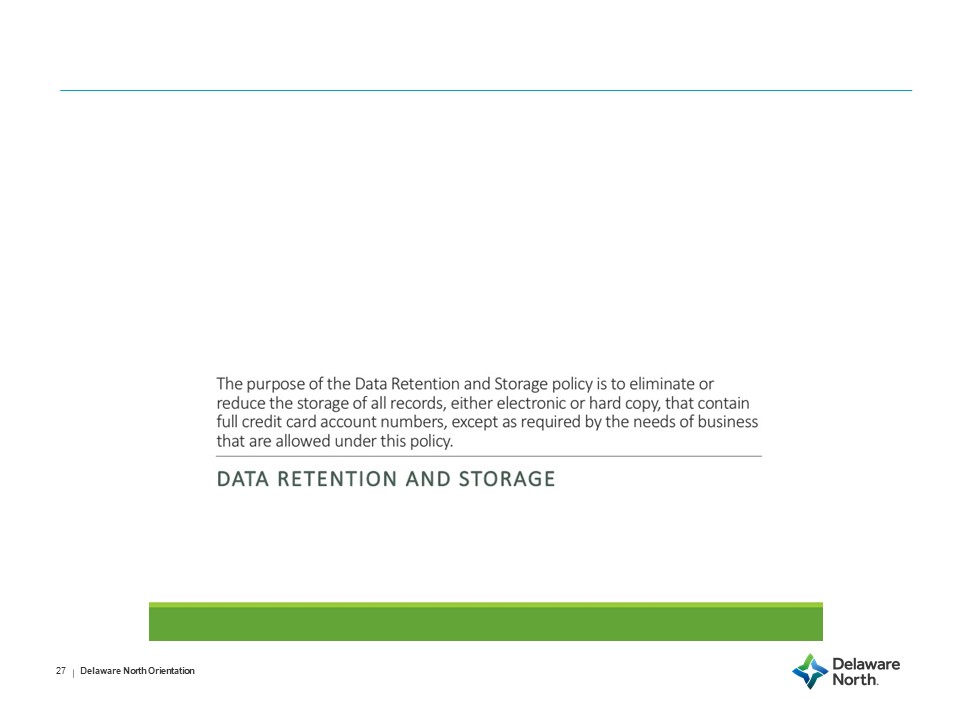 The purpose of the Data Retention and Storage policy is to eliminate or
reduce the storage of all records, either electronic or hard copy, that contain
full credit card account numbers, except as required by the needs of business
that are allowed under this policy.
DATA RETENTION AND STORAGE
27 | Delaware North Orientation
Delaware
North.